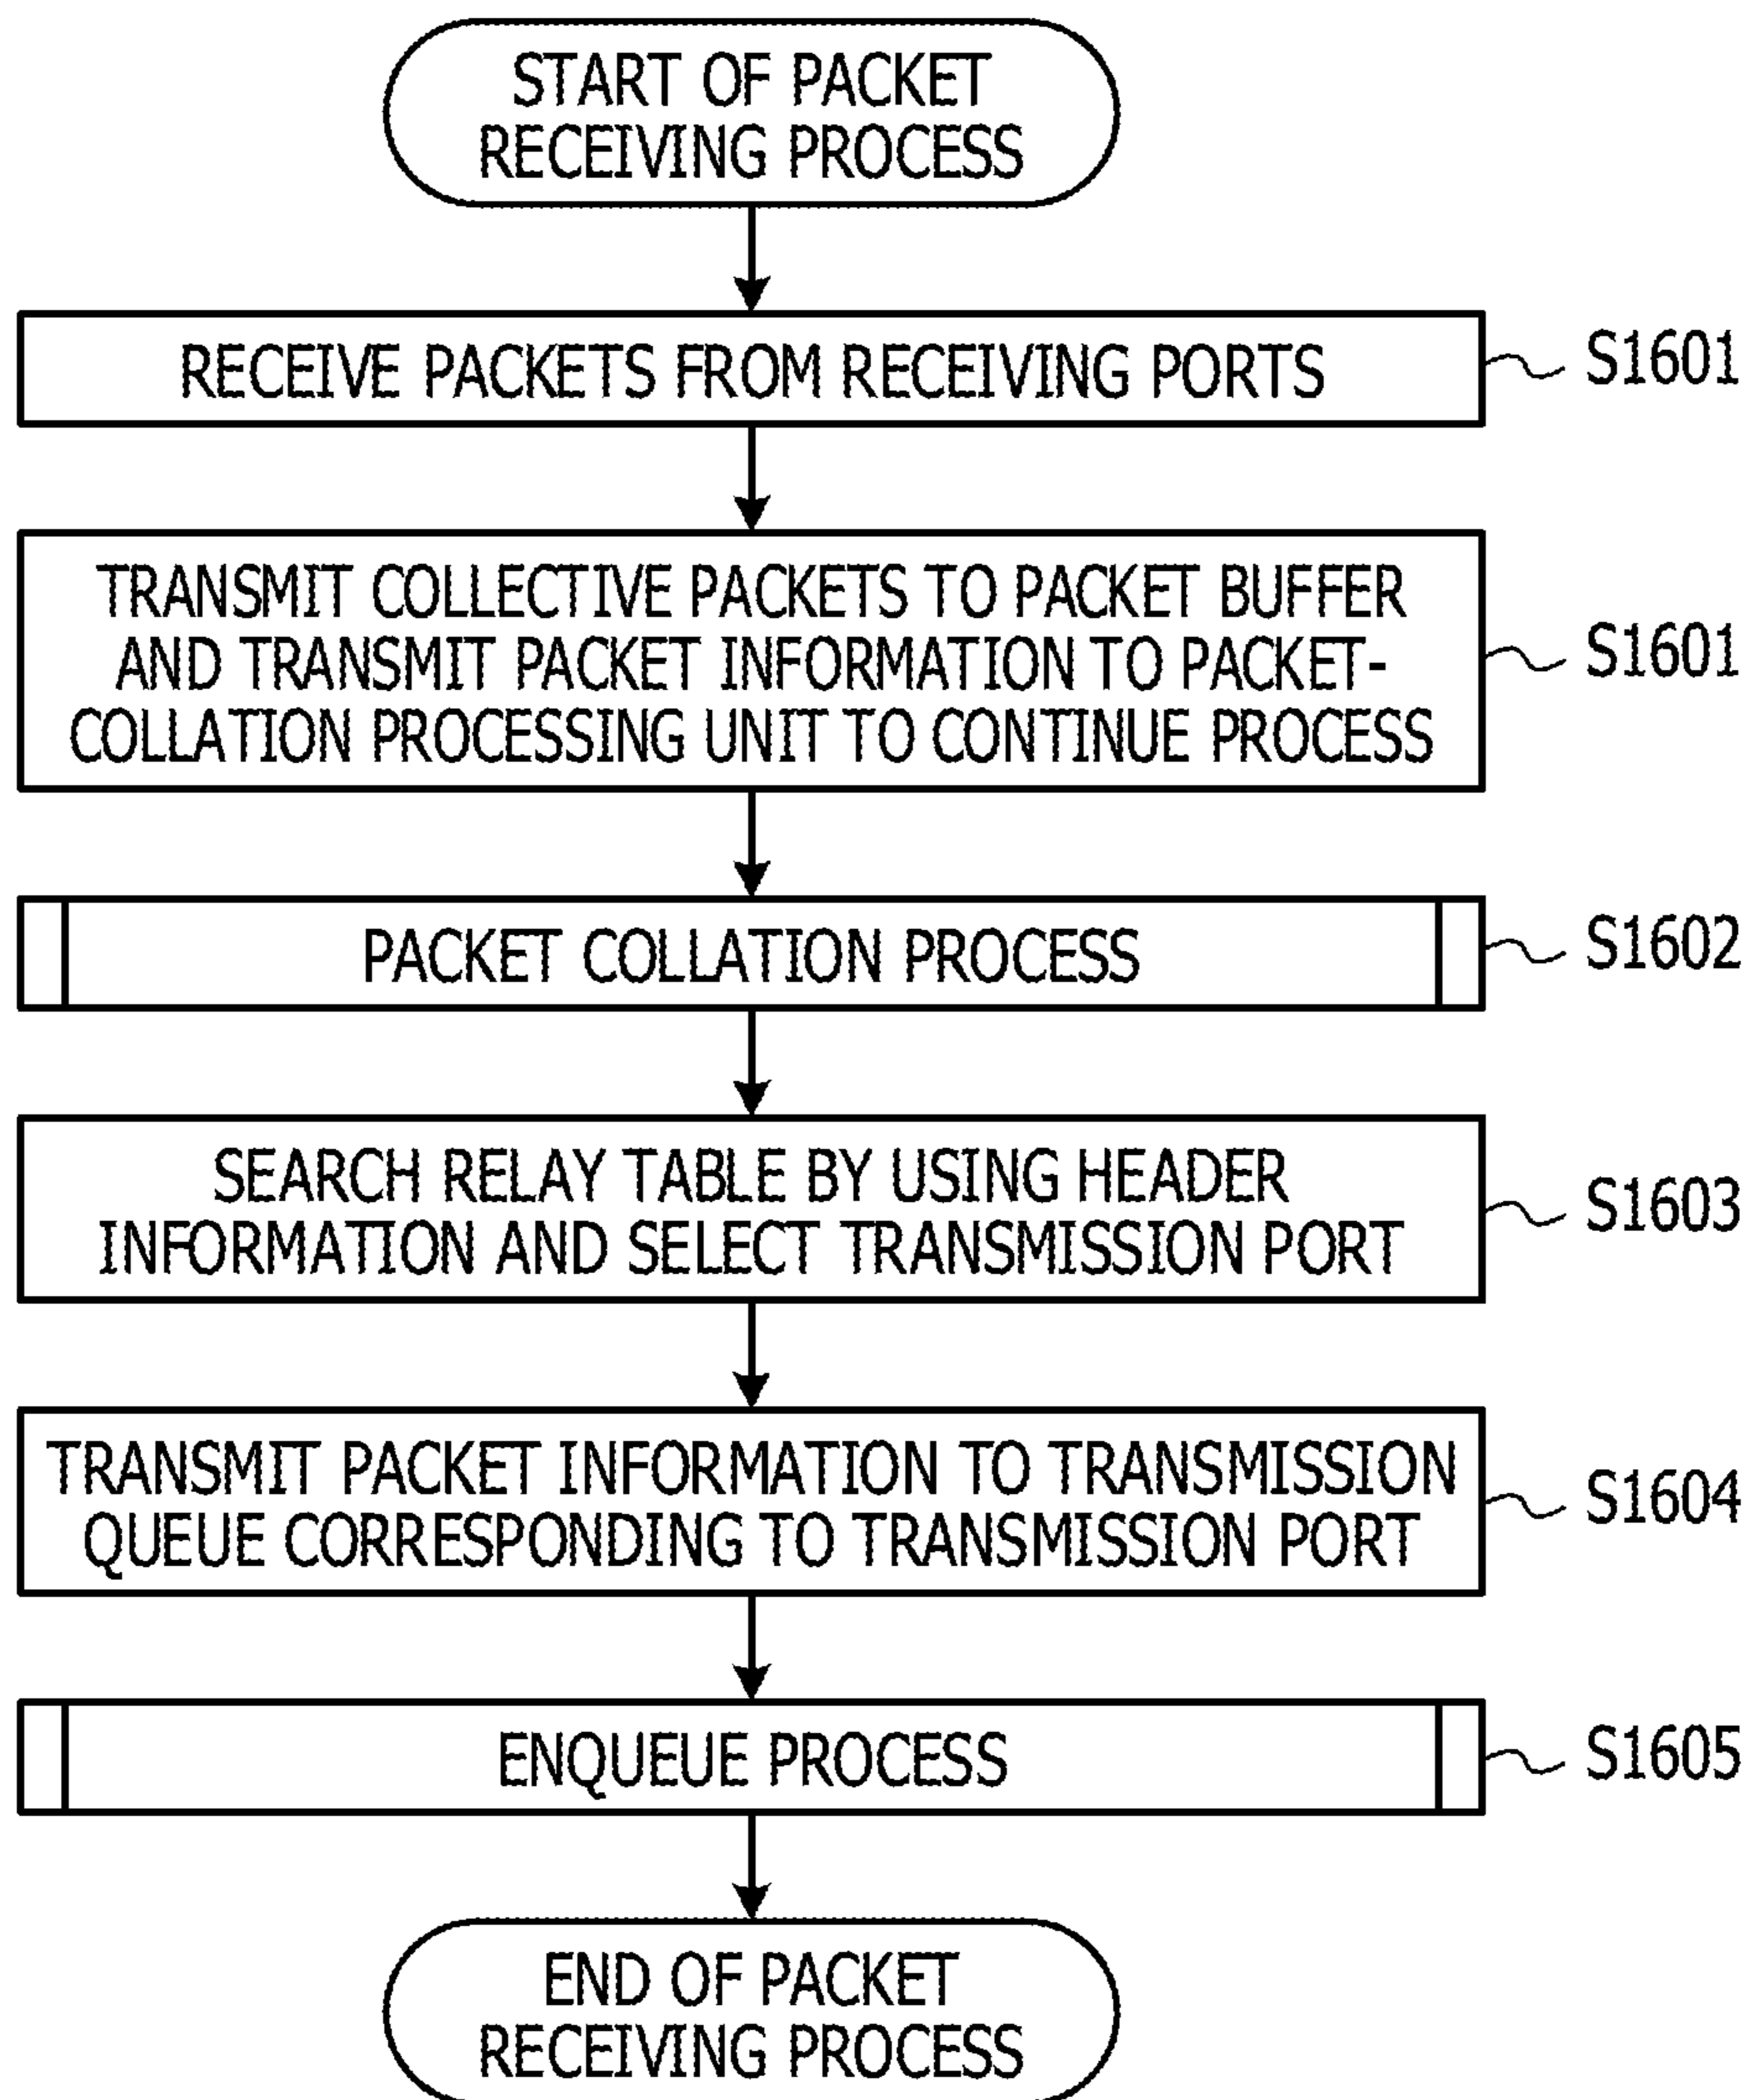 START OF PACKET
RECEIVING PROCESS
RECEIVE PACKETS FROM RECEIVING PORTS
S1601
TRANSMIT COLLECTIVE PACKETS TO PACKET BUFFER
AND TRANSMIT PACKET INFORMATION TO PACKET-
COLLATION PROCESSING UNIT TO CONTINUE PROCESS
S1601
PACKET COLLATION PROCESS
S1602
SEARCH RELAY TABLE BY USING HEADER
INFORMATION AND SELECT TRANSMISSION PORT
S1603
TRANSMIT PACKET INFORMATION TO TRANSMISSION
QUEUE CORRESPONDING TO TRANSMISSION PORT
S1604
ENQUEUE PROCESS
S1605
END OF PACKET
RECEIVING PROCESS